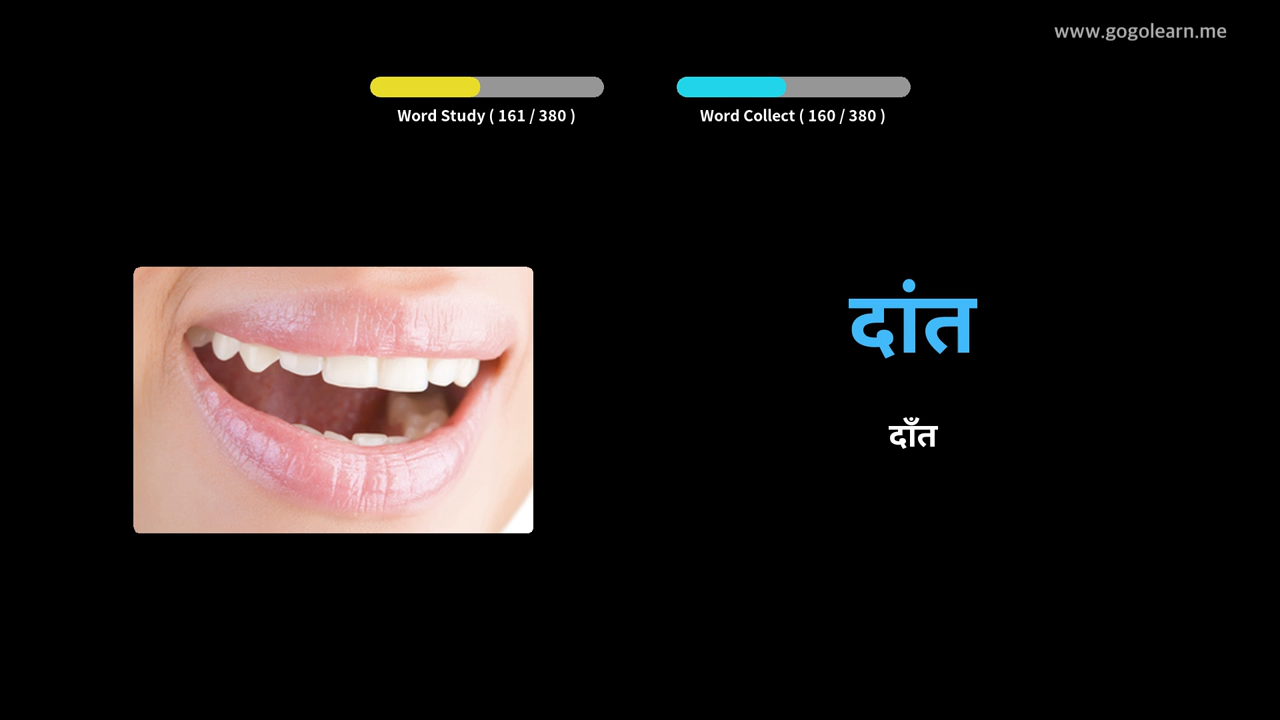 www.gogolearn.me
Word Study ( 161 / 380 )
Word Collect ( 160 / 380 )
दांत
दाँत